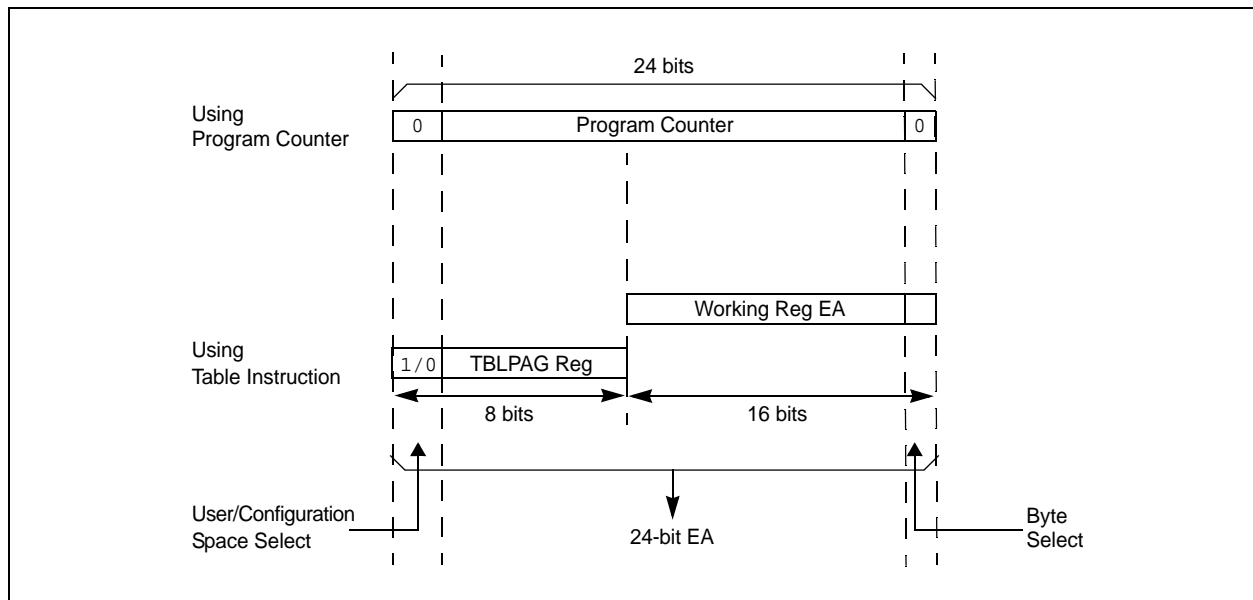 24 bits
Using
Program Counter
0
Program Counter
0
Working Reg EA
Using
Table Instruction
1/0
TBLPAG Reg
8 bits
16 bits
User/Configuration
Space Select
24-bit EA
Byte
Select